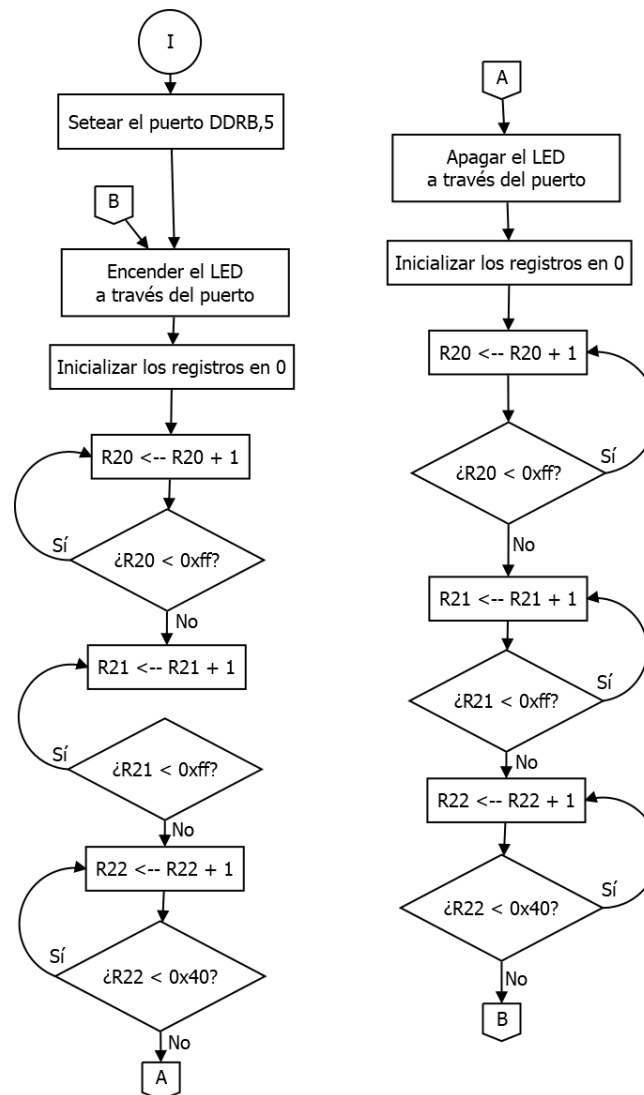 I
Setear el puerto DDRB,5
B
Encender el LED
a través del puerto
Inicializar los registros en 0
R20 <-- R20 + 1
Sí
¿R20 < 0xff?
No
R21 <-- R21 + 1
Sí
¿R21 < 0xff?
No
R22 <-- R22 + 1
Sí
¿R22 < 0x40?
No
A
A
Apagar el LED
a través del puerto
Inicializar los registros en 0
R20 <-- R20 + 1
¿R20 < 0xff?
Sí
No
R21 <-- R21 + 1
¿R21 < 0xff?
Sí
No
R22 <-- R22 + 1
¿R22 < 0x40?
Sí
No
B